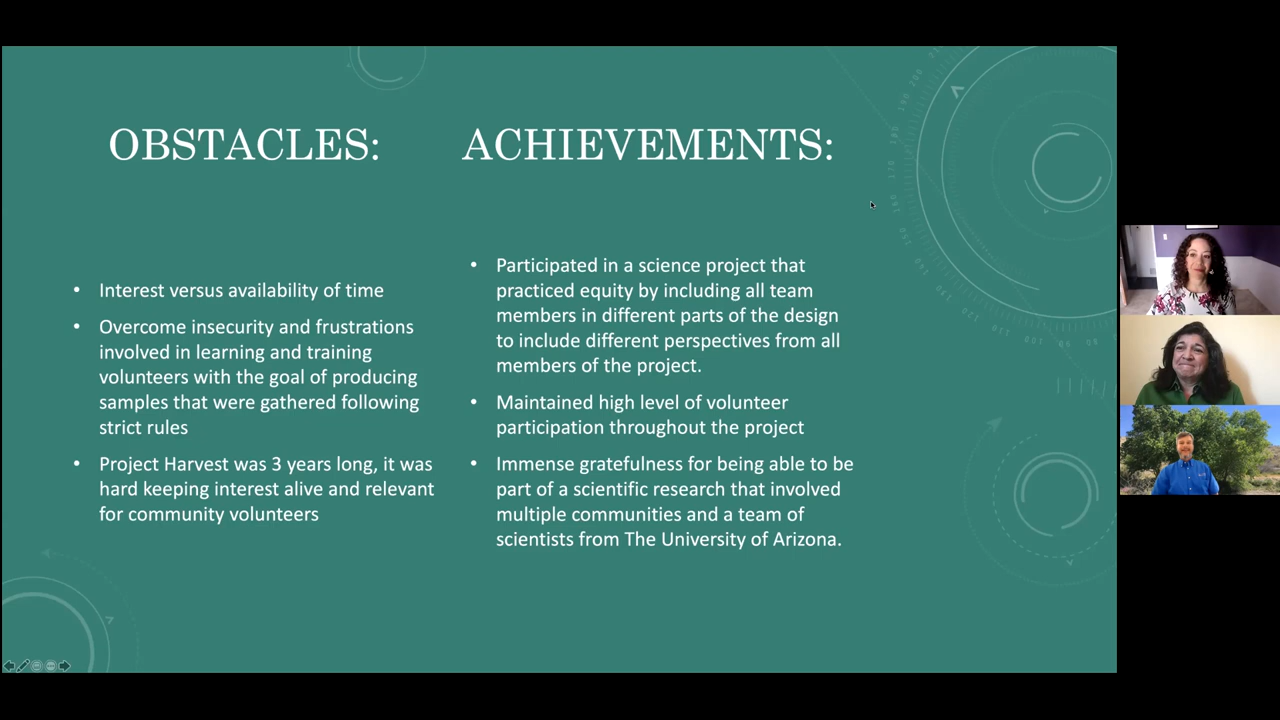 OBSTACLES:
ACHIEVEMENTS:
• Interest versus availability of time
• Overcome insecurity and frustrations
involved in learning and training
volunteers with the goal of producing
samples that were gathered following
strict rules
• Project Harvest was 3 years long, it was
hard keeping interest alive and relevant
for community volunteers
• Participated in a science project that
practiced equity by including all team
members in different parts of the design
to include different perspectives from all
members of the project.
• Maintained high level of volunteer
participation throughout the project
• Immense gratefulness for being able to be
part of a scientific research that involved
multiple communities and a team of
scientists from The University of Arizona.